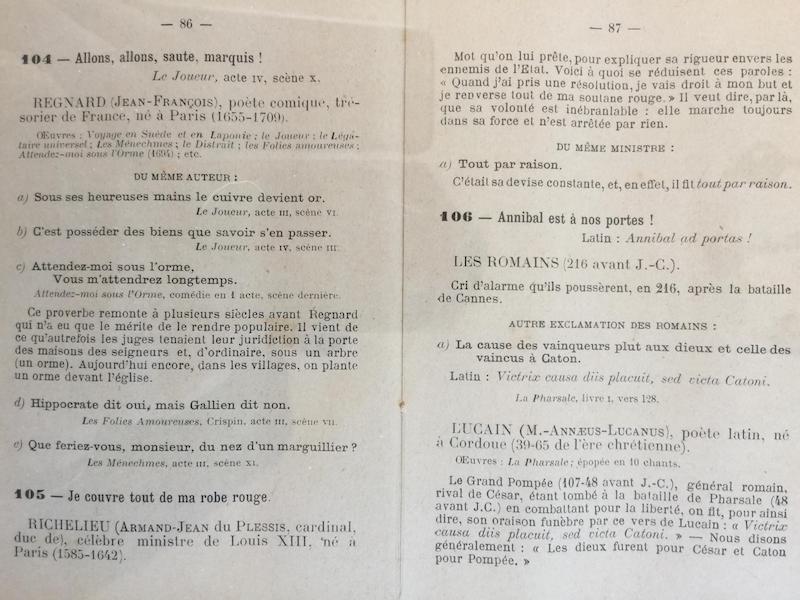 — 86 —
104 — Allons, allons, saute, marquis !
Le Joueur, acte IV, scène X.
REGNARD (JEAN-FRANÇOIS), poète comique, tré-
sorier de France, né à Paris (1655-1709).
Œuvres : Voyage en Suède et en Laponie ; le Joueur ; le Léga-
taire universel ; Les Ménechmes ; le Distrait ; les Folies amoureuses ;
Attendez-moi sous l'Orme (1694) ; etc.
DU MÊME AUTEUR :
a) Sous ses heureuses mains le cuivre devient or.
Le Joueur, acte III, scène VI.
b) C'est posséder des biens que savoir s'en passer.
Le Joueur, acte IV, scène III.
c) Attendez-moi sous l'orme,
Vous m'attendrez longtemps.
Attendez-moi sous l'Orme, comédie en 1 acte, scène dernière.
Ce proverbe remonte à plusieurs siècles avant Regnard
qui n'a eu que le mérite de le rendre populaire. Il vient de
ce qu'autrefois les juges tenaient leur juridiction à la porte
des maisons des seigneurs et, d'ordinaire, sous un arbre
(un orme). Aujourd'hui encore, dans les villages, on plante
un orme devant l'église.
d) Hippocrate dit oui, mais Gallien dit non.
Les Folies Amoureuses, Crispin, acte III, scène VII.
e) Que feriez-vous, monsieur, du nez d'un marguillier ?
Les Ménechmes, acte III, scène XI.
105 — Je couvre tout de ma robe rouge.
RICHELIEU (ARMAND-JEAN du PLESSIS, cardinal,
duc de), célèbre ministre de Louis XIII, né à
Paris (1585-1642).
— 87 —
Mot qu'on lui prête, pour expliquer sa rigueur envers les
ennemis de l'État. Voici à quoi se réduisent ces paroles :
« Quand j'ai pris une résolution, je vais droit à mon but et
je renverse tout de ma soutane rouge. » Il veut dire, par là,
que sa volonté est inébranlable : elle marche toujours
dans sa force et n'est arrêtée par rien.
DU MÊME MINISTRE :
a) Tout par raison.
C'était sa devise constante, et, en effet, il fit tout par raison.
106 — Annibal est à nos portes !
Latin : Annibal ad portas !
LES ROMAINS (216 avant J.-C.).
Cri d'alarme qu'ils poussèrent, en 216, après la bataille
de Cannes.
AUTRE EXCLAMATION DES ROMAINS :
a) La cause des vainqueurs plut aux dieux et celle des
vaincus à Caton.
Latin : Victrix causa diis placuit, sed victa Catoni.
La Pharsale, livre I, vers 128.
LUCAIN (M.-ANNÆUS-LUCANUS), poète latin, né
à Cordoue (39-65 de l'ère chrétienne).
Œuvres : La Pharsale ; épopée en 10 chants.
Le Grand Pompée (107-48 avant J.-C.), général romain,
rival de César, étant tombé à la bataille de Pharsale (48
avant J.C.) en combattant pour la liberté, on fit, pour ainsi
dire, son oraison funèbre par ce vers de Lucain : « Victrix
causa diis placuit, sed victa Catoni. » — Nous disons
généralement : « Les dieux furent pour César et Caton
pour Pompée. »